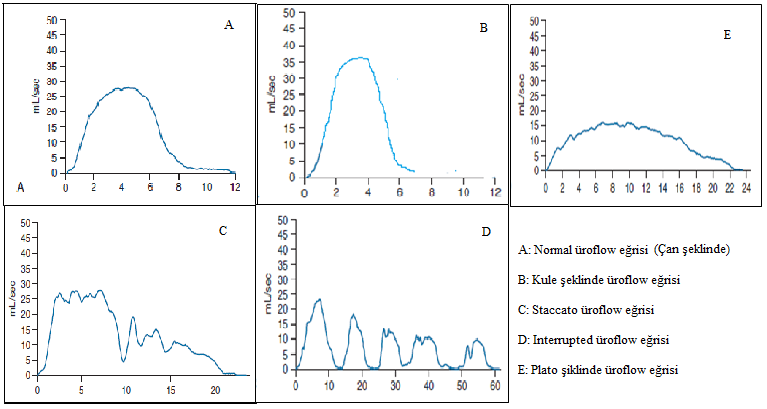 A
50
45
40
35
30
25
20
15
10
5
0
mL/sec
0 2 4 6 8 10 12
A
B
50
45
40
35
30
25
20
15
10
5
0
mL/sec
0 2 4 6 8 10 12
E
50
45
40
35
30
25
20
15
10
5
0
mL/sec
0 2 4 6 8 10 12 14 16 18 20 22 24
C
50
45
40
35
30
25
20
15
10
5
0
mL/sec
0 5 10 15 20
D
50
45
40
35
30
25
20
15
10
5
0
mL/sec
0 10 20 30 40 50 60
A: Normal üroflow eğrisi (Çan şeklinde)
B: Kule şeklinde üroflow eğrisi
C: Staccato üroflow eğrisi
D: Interrupted üroflow eğrisi
E: Plato şiklinde üroflow eğrisi